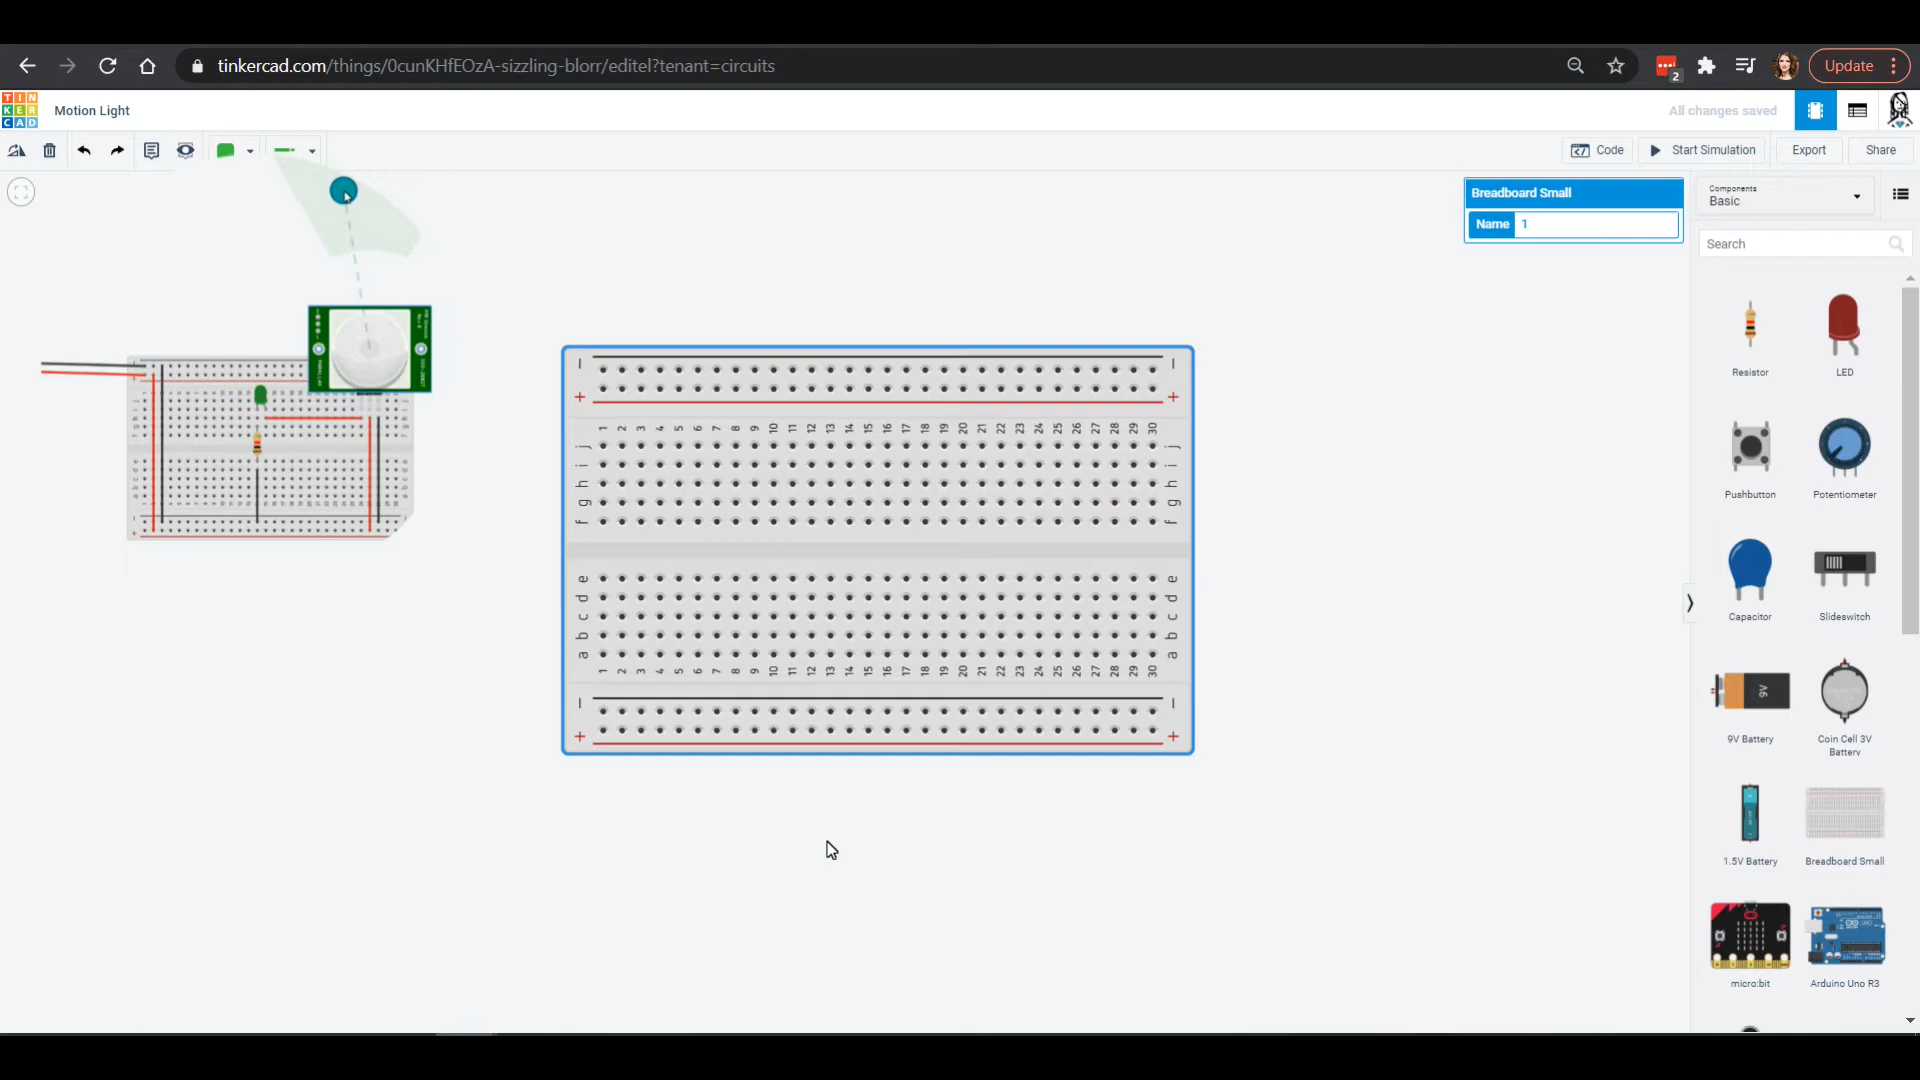 tinkercad.com/things/0cunKHfEOzA-sizzling-blorr/editel?tenant=circuits
2
Update
TIN
KER
CAD
Motion Light
All changes saved
Code
Start Simulation
Export
Share
Breadboard Small
Name 1
Components
Basic
Search
Resistor
LED
Pushbutton
Potentiometer
Capacitor
Slideswitch
9V
9V Battery
Coin Cell 3V
Battery
1.5V Battery
Breadboard Small
micro:bit
Arduino Uno R3
1 2 3 4 5 6 7 8 9 10 11 12 13 14 15 16 17 18 19 20 21 22 23 24 25 26 27 28 29 30
j j
i i
h h
g g
f f
e e
d d
c c
b b
a a
1 2 3 4 5 6 7 8 9 10 11 12 13 14 15 16 17 18 19 20 21 22 23 24 25 26 27 28 29 30